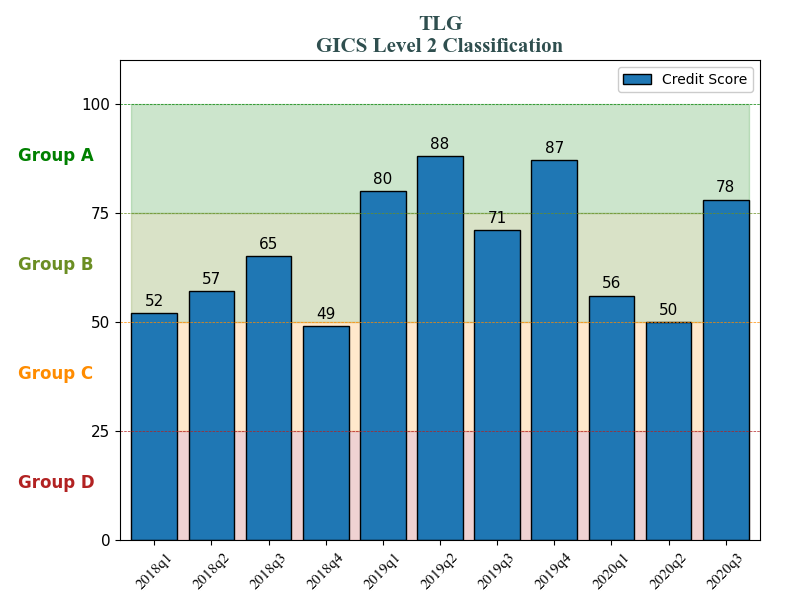 TLG
GICS Level 2 Classification
Credit Score
100
Group A
75
Group B
50
Group C
25
Group D
0
52
57
65
49
80
88
71
87
56
50
78
2018q1
2018q2
2018q3
2018q4
2019q1
2019q2
2019q3
2019q4
2020q1
2020q2
2020q3